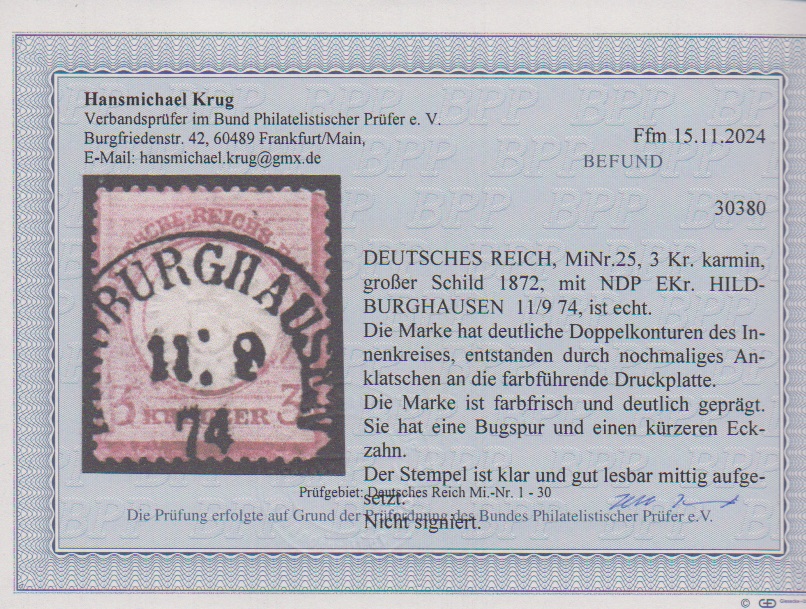 Hansmichael Krug
Verbandsprüfer im Bund Philatelistischer Prüfer e. V.
Burgfriedenstr. 42, 60489 Frankfurt/Main,
E-Mail: hansmichael.krug@gmx.de
Ffm 15.11.2024
BEFUND
30380
DEUTSCHES REICH, MiNr.25, 3 Kr. karmin,
großer Schild 1872, mit NDP EKr. HILD-
BURGHAUSEN 11/9 74, ist echt.
Die Marke hat deutliche Doppelkonturen des In-
nenkreises, entstanden durch nochmaliges An-
klatschen an die farbführende Druckplatte.
Die Marke ist farbfrisch und deutlich geprägt.
Sie hat eine Bugspur und einen kürzeren Eck-
zahn.
Der Stempel ist klar und gut lesbar mittig aufge-
setzt.
Nicht signiert.
Prüfgebiet: Deutsches Reich Mi.-Nr. 1 - 30
Die Prüfung erfolgte auf Grund der Prüfordnung des Bundes Philatelistischer Prüfer e.V.
BURGHAUSEN
11. 9
74
3 KREUZER 3
BPP